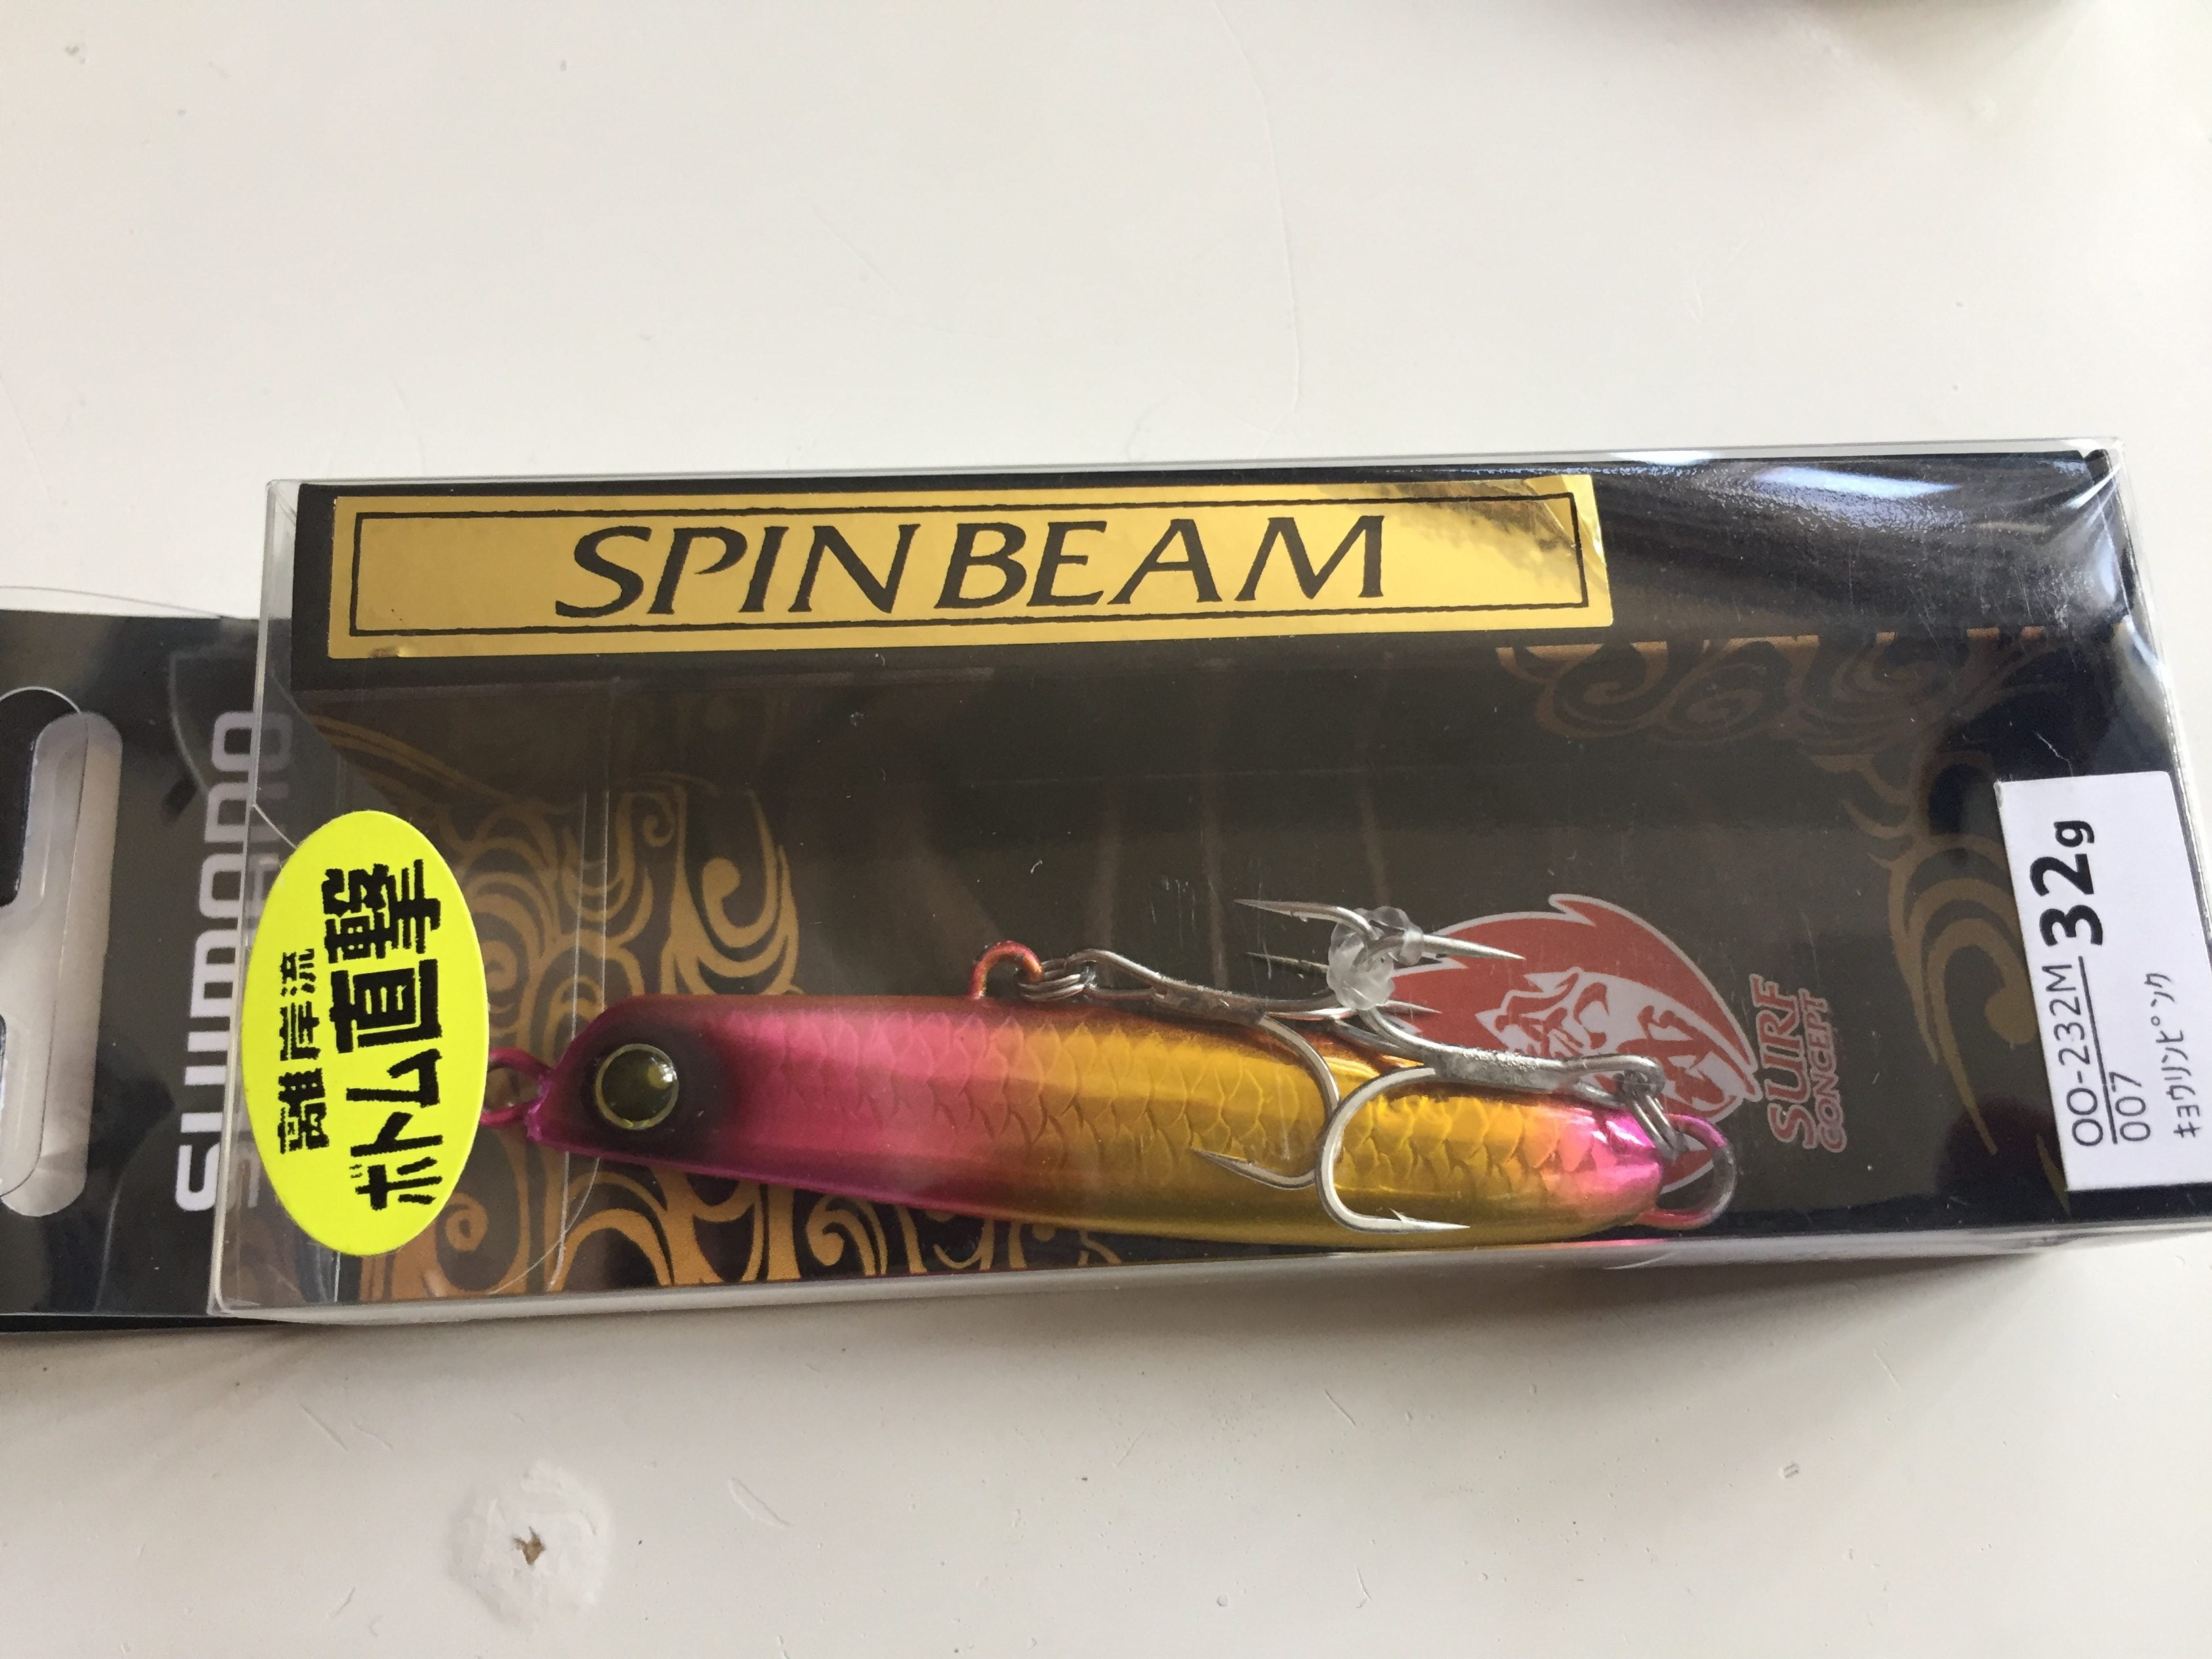 SPIN BEAM
SHIMANO
離岸流
ボトム直撃
SURF
CONCEPT
32g
OO-232M
007
ｷｮｳﾘﾝﾋﾟﾝｸ